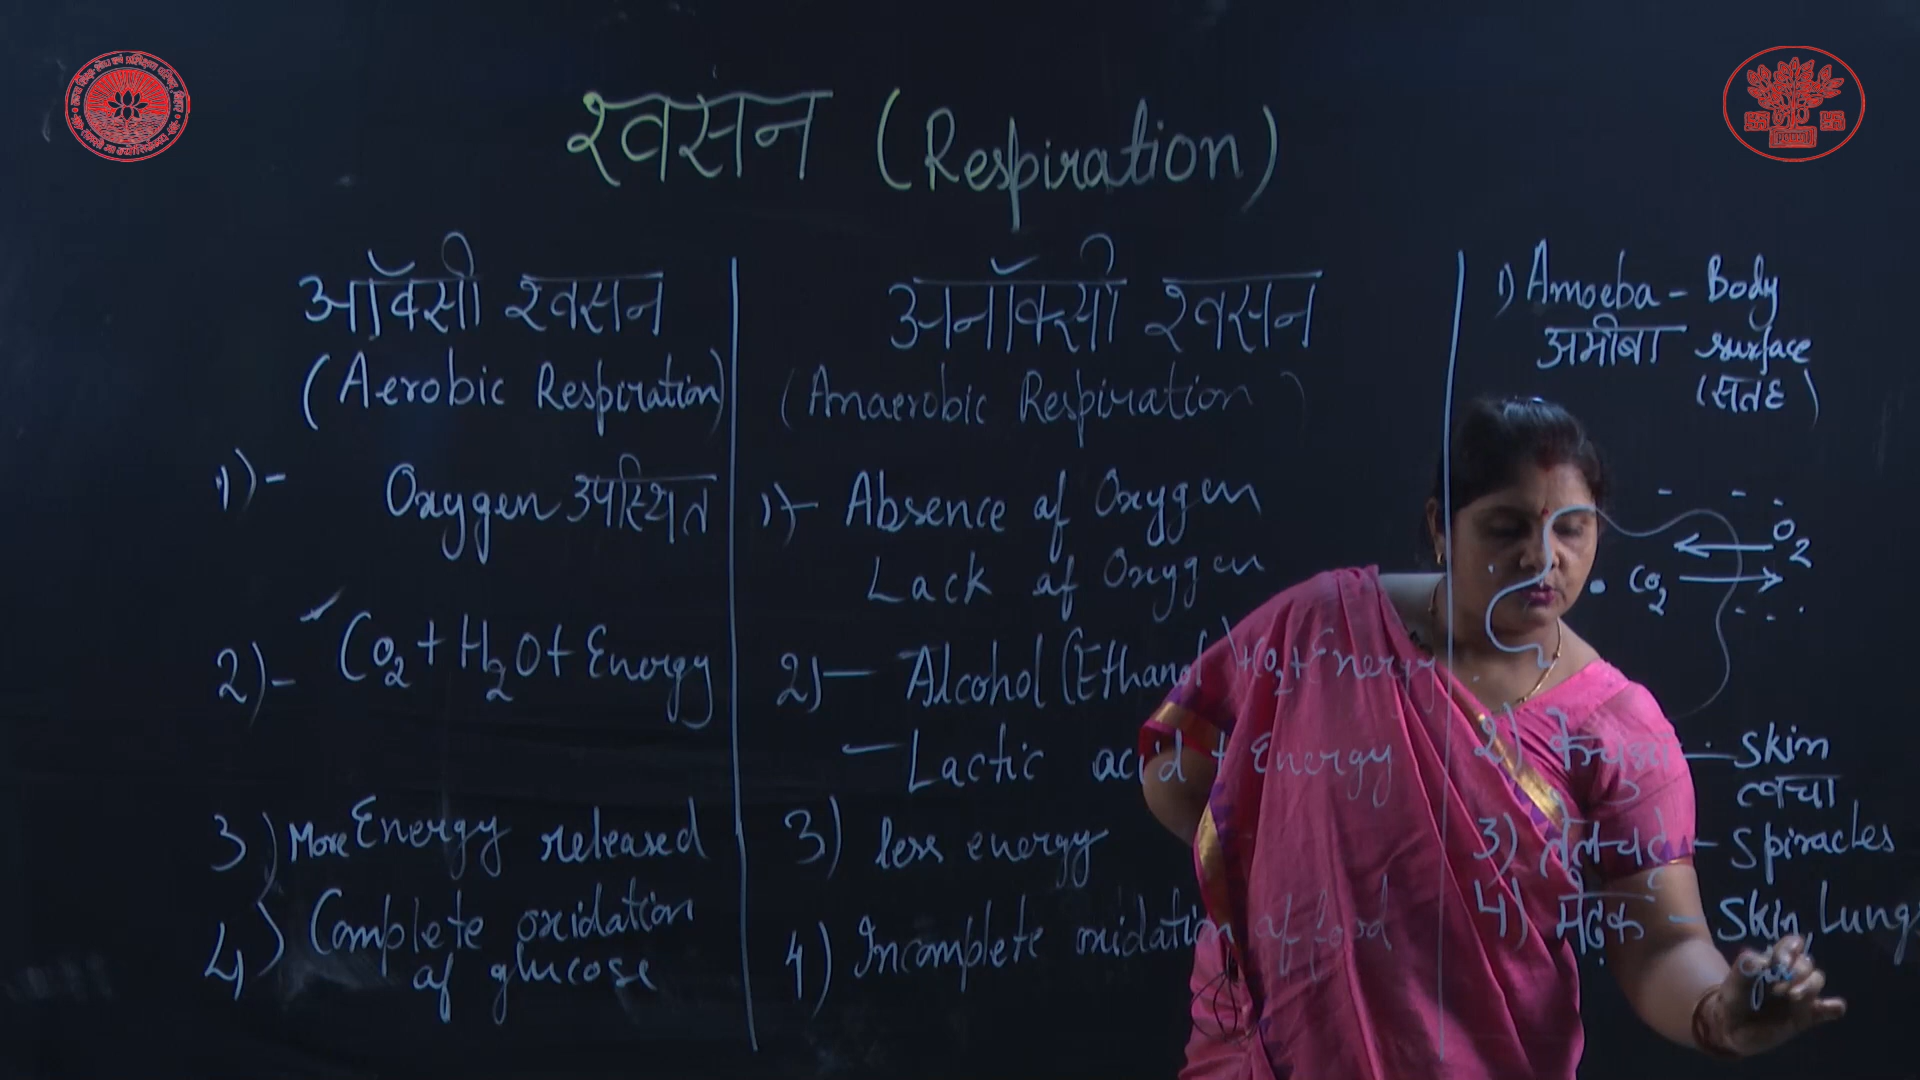 श्वसन (Respiration)
ऑक्सी श्वसन
(Aerobic Respiration)
1)- Oxygen उपस्थित
2)- CO2 + H2O + Energy
3) More Energy released
4) Complete oxidation
of glucose
अनॉक्सी श्वसन
(Anaerobic Respiration)
1)- Absence of Oxygen
Lack of Oxygen
2)- Alcohol (Ethanol) + CO2 + Energy
- Lactic acid + Energy
3) less energy
4) Incomplete oxidation of food
1) Amoeba - Body
अमीबा surface
(सतह)
O2
CO2
2) केचुआ - Skin
त्वचा
3) तेलचट्टे - Spiracles
4) मेंढ़क - Skin, Lungs